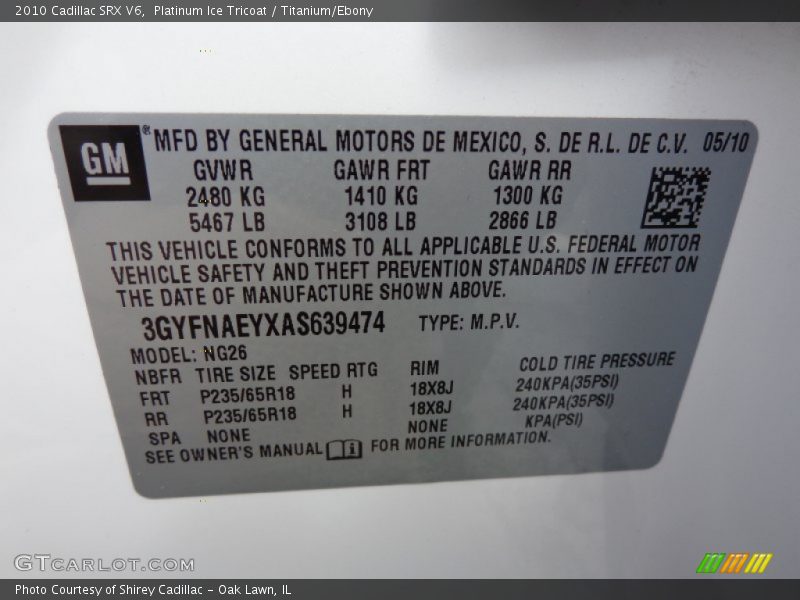 2010 Cadillac SRX V6,  Platinum Ice Tricoat / Titanium/Ebony
GM® MFD BY GENERAL MOTORS DE MEXICO, S. DE R.L. DE C.V. 05/10
GVWR GAWR FRT GAWR RR
2480 KG 1410 KG 1300 KG
5467 LB 3108 LB 2866 LB
THIS VEHICLE CONFORMS TO ALL APPLICABLE U.S. FEDERAL MOTOR
VEHICLE SAFETY AND THEFT PREVENTION STANDARDS IN EFFECT ON
THE DATE OF MANUFACTURE SHOWN ABOVE.
3GYFNAEYXAS639474 TYPE: M.P.V.
MODEL: NG26
NBFR TIRE SIZE SPEED RTG RIM COLD TIRE PRESSURE
FRT P235/65R18 H 18X8J 240KPA(35PSI)
RR P235/65R18 H 18X8J 240KPA(35PSI)
SPA NONE NONE KPA(PSI)
SEE OWNER'S MANUAL i FOR MORE INFORMATION.
GTCARLOT.COM
Photo Courtesy of Shirey Cadillac - Oak Lawn, IL